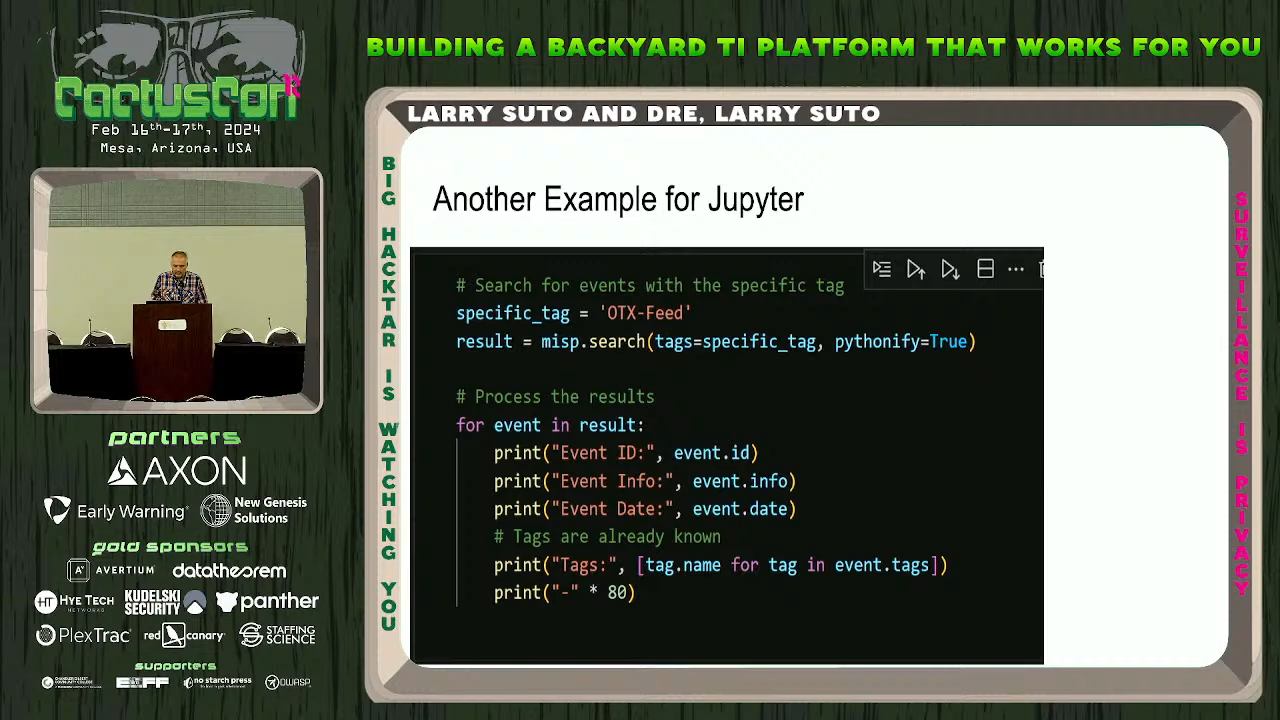 BUILDING A BACKYARD TI PLATFORM THAT WORKS FOR YOU
CactusCon
Feb 16th-17th, 2024
Mesa, Arizona, USA
LARRY SUTO AND DRE, LARRY SUTO
BIG HACKTAR IS WATCHING YOU
SURVEILLANCE IS PRIVACY
Another Example for Jupyter
# Search for events with the specific tag
specific_tag = 'OTX-Feed'
result = misp.search(tags=specific_tag, pythonify=True)
# Process the results
for event in result:
print("Event ID:", event.id)
print("Event Info:", event.info)
print("Event Date:", event.date)
# Tags are already known
print("Tags:", [tag.name for tag in event.tags])
print("-" * 80)
partners
AXON
Early Warning
New Genesis
Solutions
gold sponsors
AVERTIUM
datatheorem
HYE TECH
NETWORKS
KUDELSKI
SECURITY
panther
PlexTrac
red canary
STAFFING
SCIENCE
supporters
EFF
no starch press
OWASP